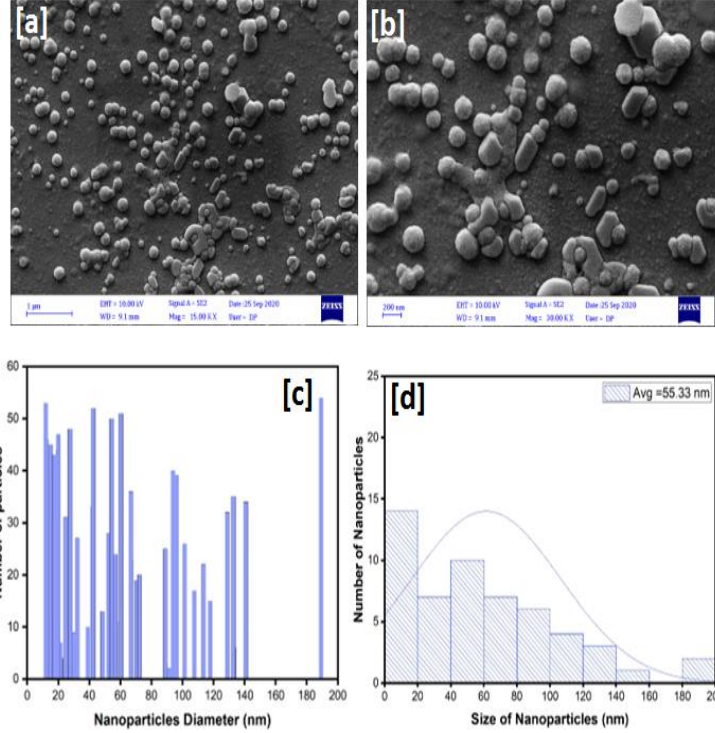 [a]
1 µm
EHT = 10.00 kV
WD = 9.1 mm
Signal A = SE2
Mag = 15.00 K X
Date :25 Sep 2020
User = DP
ZEISS
[b]
200 nm
EHT = 10.00 kV
WD = 9.1 mm
Signal A = SE2
Mag = 30.00 K X
Date :25 Sep 2020
User = DP
ZEISS
[c]
60
50
40
30
20
10
0
0 20 40 60 80 100 120 140 160 180 200
Nanoparticles Diameter (nm)
[d]
Avg =55.33 nm
Number of Nanoparticles
25
20
15
10
5
0
0 20 40 60 80 100 120 140 160 180 200
Size of Nanoparticles (nm)